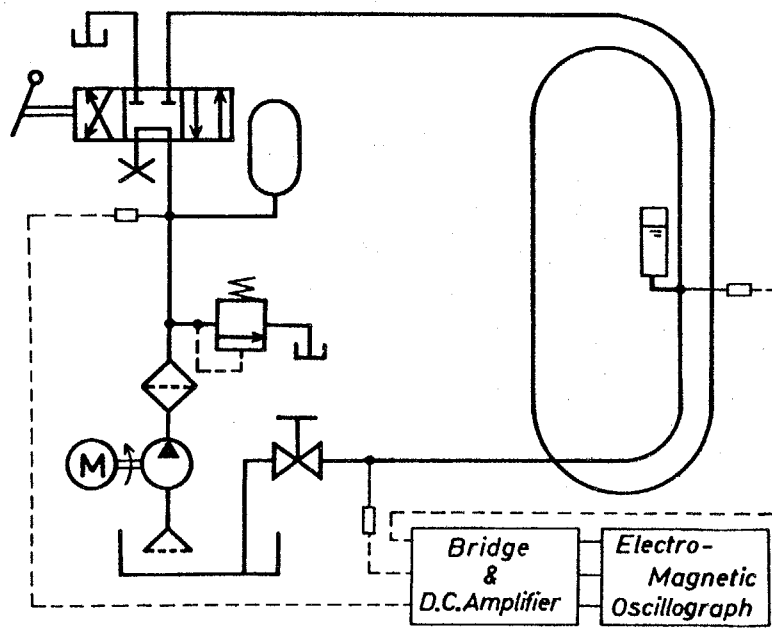 M
Bridge
&
D.C. Amplifier
Electro-
Magnetic
Oscillograph